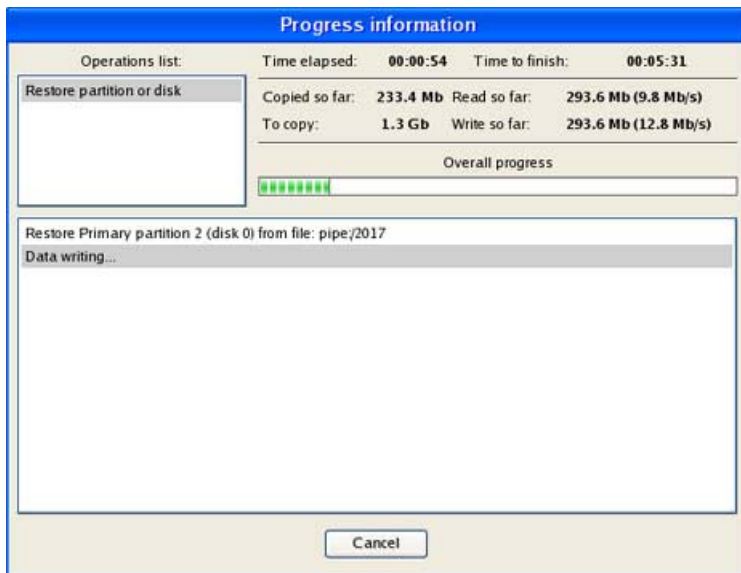 Progress information
Operations list:
Restore partition or disk
Time elapsed: 00:00:54 Time to finish: 00:05:31
Copied so far: 233.4 Mb Read so far: 293.6 Mb (9.8 Mb/s)
To copy: 1.3 Gb Write so far: 293.6 Mb (12.8 Mb/s)
Overall progress
Restore Primary partition 2 (disk 0) from file: pipe:/2017
Data writing...
Cancel